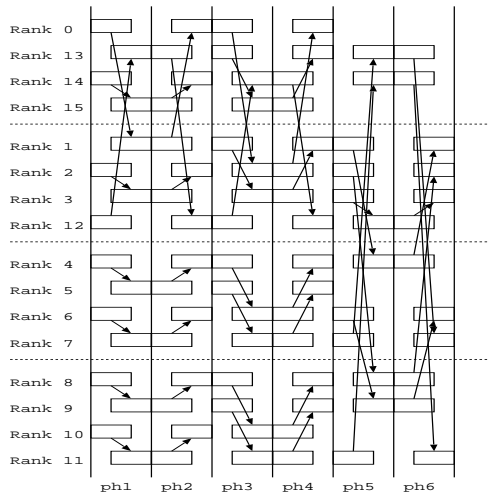 Rank 0
Rank 13
Rank 14
Rank 15
Rank 1
Rank 2
Rank 3
Rank 12
Rank 4
Rank 5
Rank 6
Rank 7
Rank 8
Rank 9
Rank 10
Rank 11
ph1 ph2 ph3 ph4 ph5 ph6